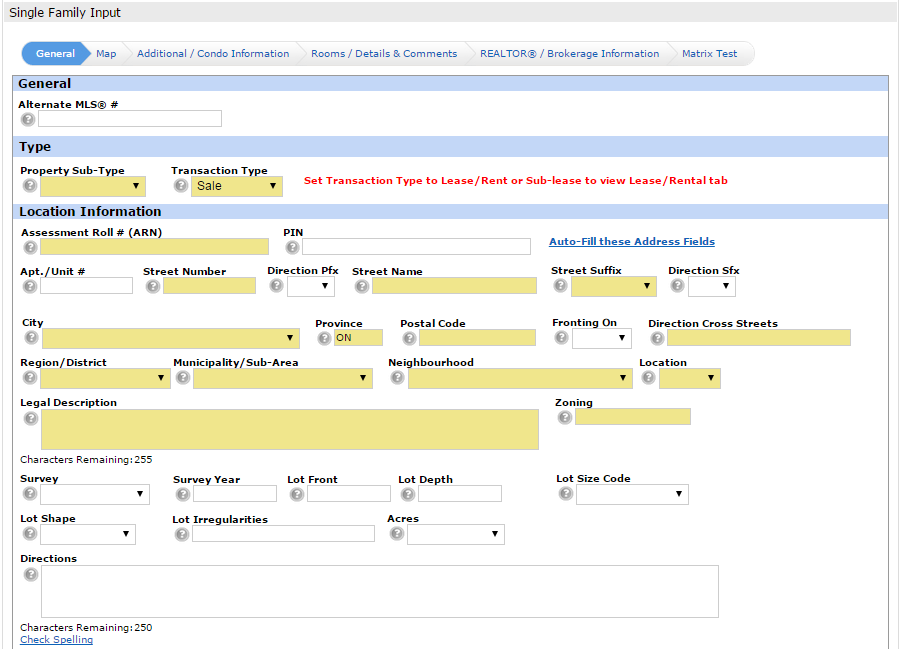 Single Family Input
General Map Additional / Condo Information Rooms / Details & Comments REALTOR® / Brokerage Information Matrix Test
General
Alternate MLS® #
Type
Property Sub-Type Transaction Type
Sale
Set Transaction Type to Lease/Rent or Sub-lease to view Lease/Rental tab
Location Information
Assessment Roll # (ARN) PIN
Auto-Fill these Address Fields
Apt./Unit # Street Number Direction Pfx Street Name Street Suffix Direction Sfx
City Province Postal Code Fronting On Direction Cross Streets
ON
Region/District Municipality/Sub-Area Neighbourhood Location
Legal Description Zoning
Characters Remaining:255
Survey Survey Year Lot Front Lot Depth Lot Size Code
Lot Shape Lot Irregularities Acres
Directions
Characters Remaining:250
Check Spelling